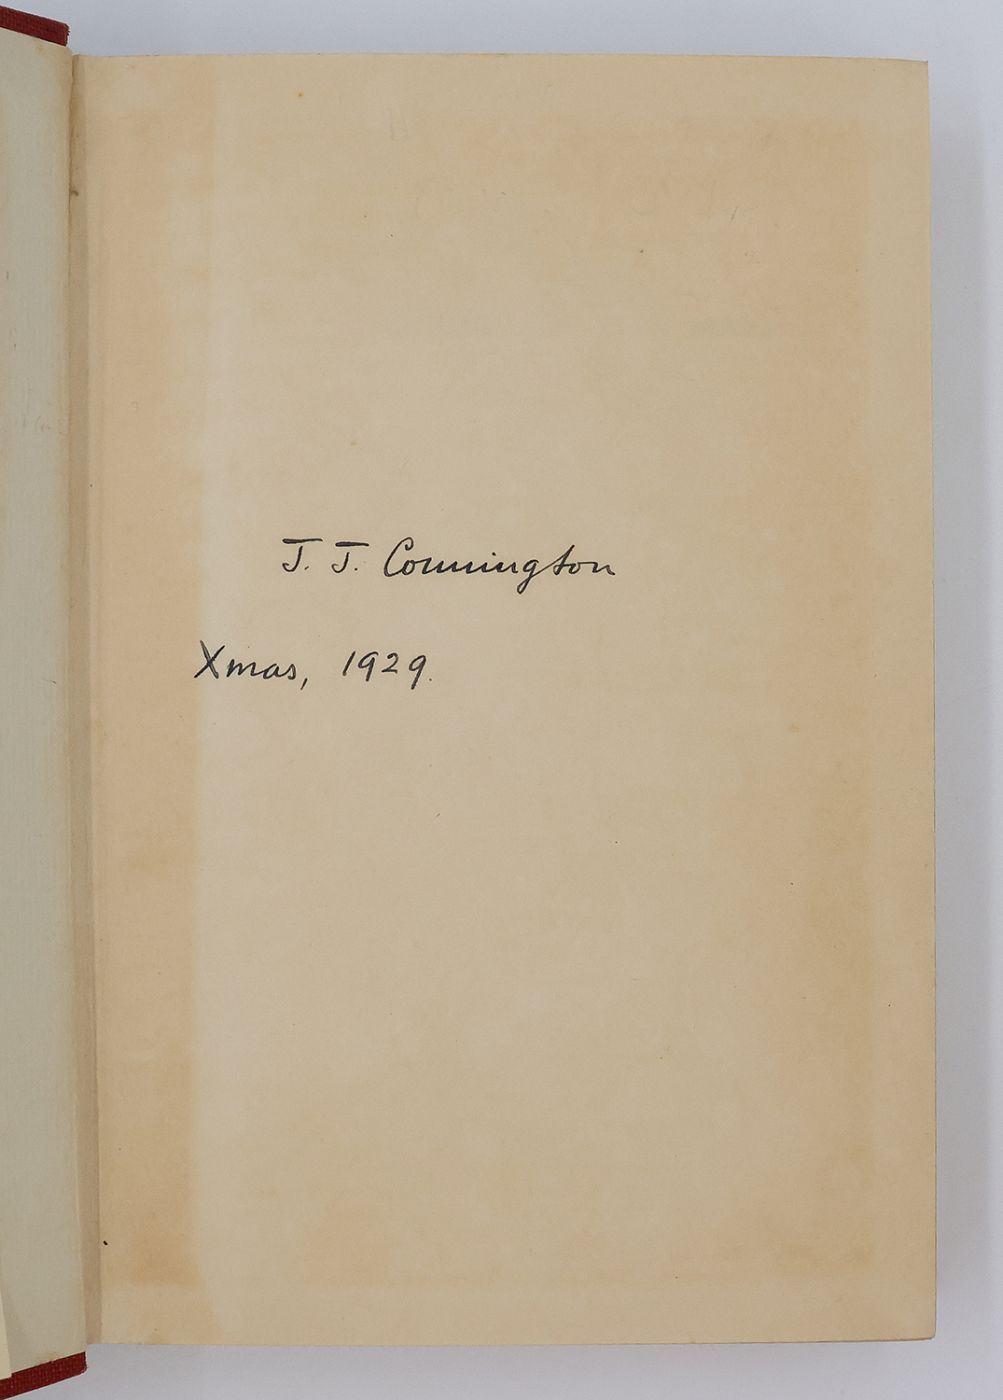 J. J. Connington
Xmas, 1929.